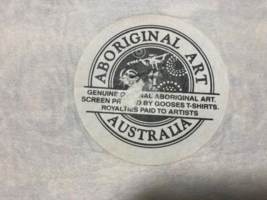 ABORIGINAL ART
GENUINE ABORIGINAL ART.
SCREEN BY GOOSES T-SHIRTS.
ROYALTIES PAID TO ARTISTS
AUSTRALIA